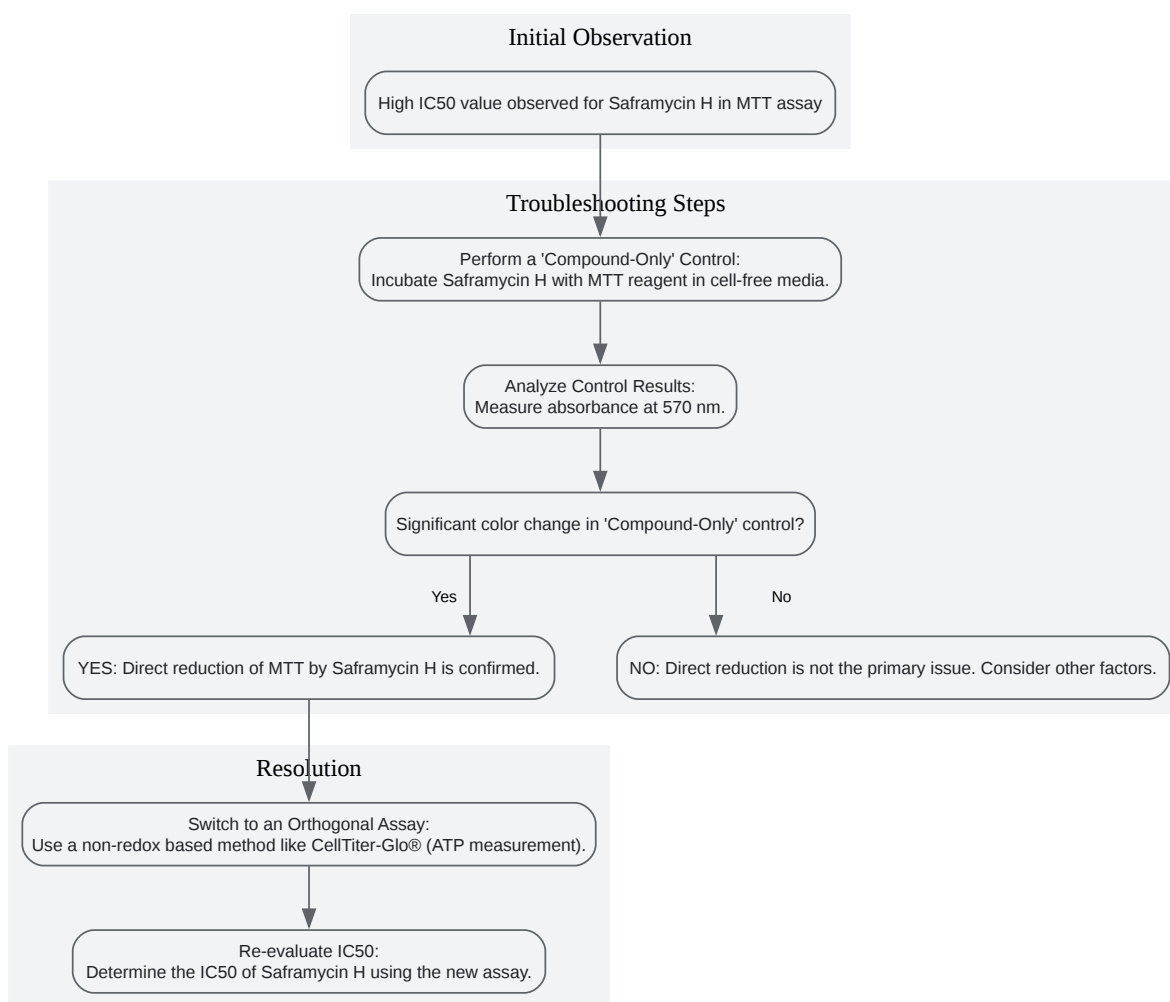 Initial Observation
High IC50 value observed for Saframycin H in MTT assay
Troubleshooting Steps
Perform a 'Compound-Only' Control:
Incubate Saframycin H with MTT reagent in cell-free media.
Analyze Control Results:
Measure absorbance at 570 nm.
Significant color change in 'Compound-Only' control?
Yes
No
YES: Direct reduction of MTT by Saframycin H is confirmed.
NO: Direct reduction is not the primary issue. Consider other factors.
Resolution
Switch to an Orthogonal Assay:
Use a non-redox based method like CellTiter-Glo® (ATP measurement).
Re-evaluate IC50:
Determine the IC50 of Saframycin H using the new assay.